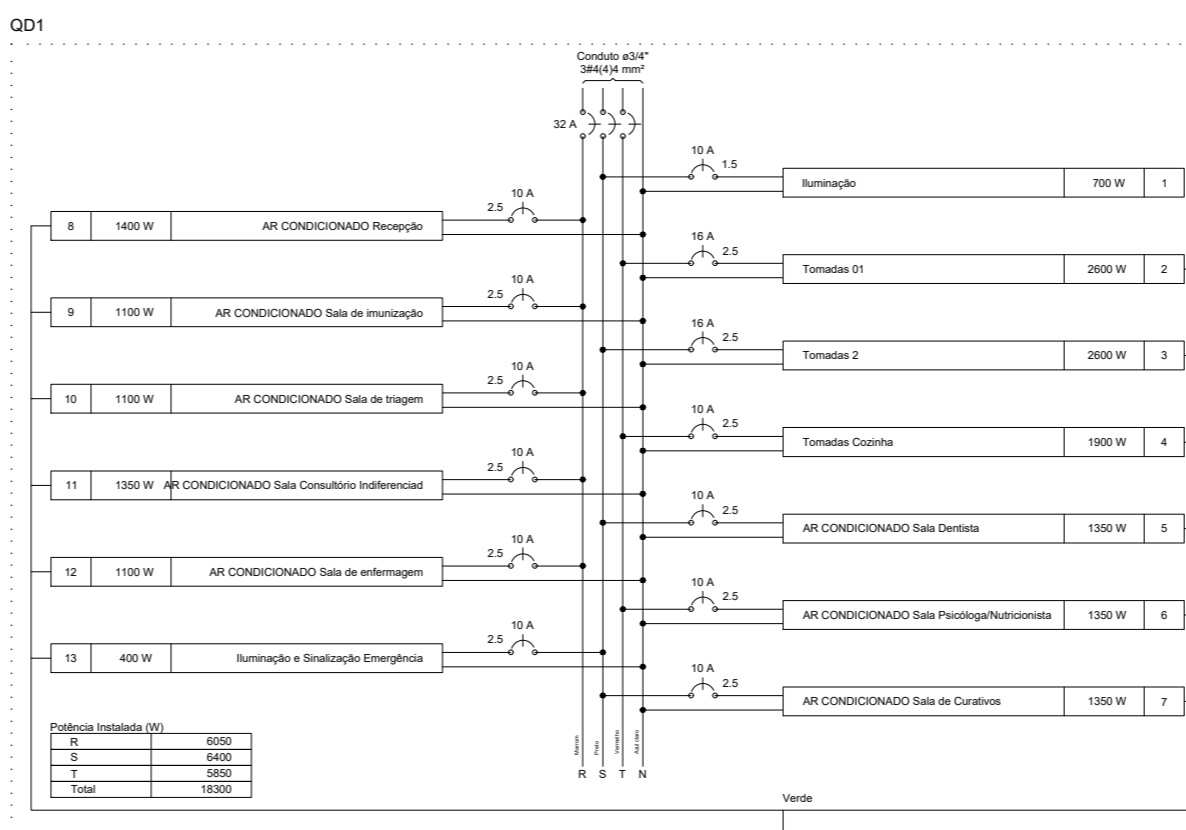 QD1
Conduto ø3/4"
3#4(4)4 mm²
32 A
10 A
1.5
Iluminação 700 W 1
10 A
2.5
8 1400 W AR CONDICIONADO Recepção
16 A
2.5
Tomadas 01 2600 W 2
10 A
2.5
9 1100 W AR CONDICIONADO Sala de imunização
16 A
2.5
Tomadas 2 2600 W 3
10 A
2.5
10 1100 W AR CONDICIONADO Sala de triagem
10 A
2.5
Tomadas Cozinha 1900 W 4
10 A
2.5
11 1350 W AR CONDICIONADO Sala Consultório Indiferenciad
10 A
2.5
AR CONDICIONADO Sala Dentista 1350 W 5
10 A
2.5
12 1100 W AR CONDICIONADO Sala de enfermagem
10 A
2.5
AR CONDICIONADO Sala Psicóloga/Nutricionista 1350 W 6
10 A
2.5
13 400 W Iluminação e Sinalização Emergência
10 A
2.5
AR CONDICIONADO Sala de Curativos 1350 W 7
Potência Instalada (W)
R 6050
S 6400
T 5850
Total 18300
Marrom Preto Vermelho Azul claro
R S T N
Verde